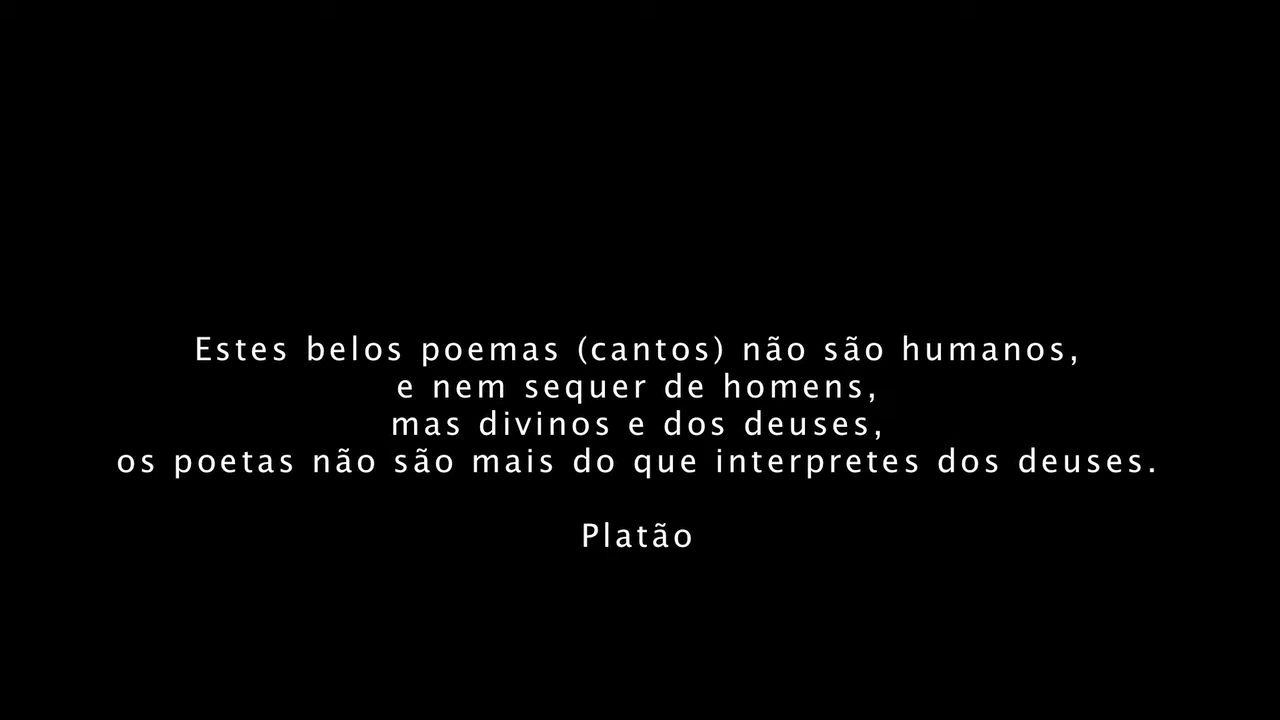 Estes belos poemas (cantos) não são humanos,
e nem sequer de homens,
mas divinos e dos deuses,
os poetas não são mais do que interpretes dos deuses.
Platão